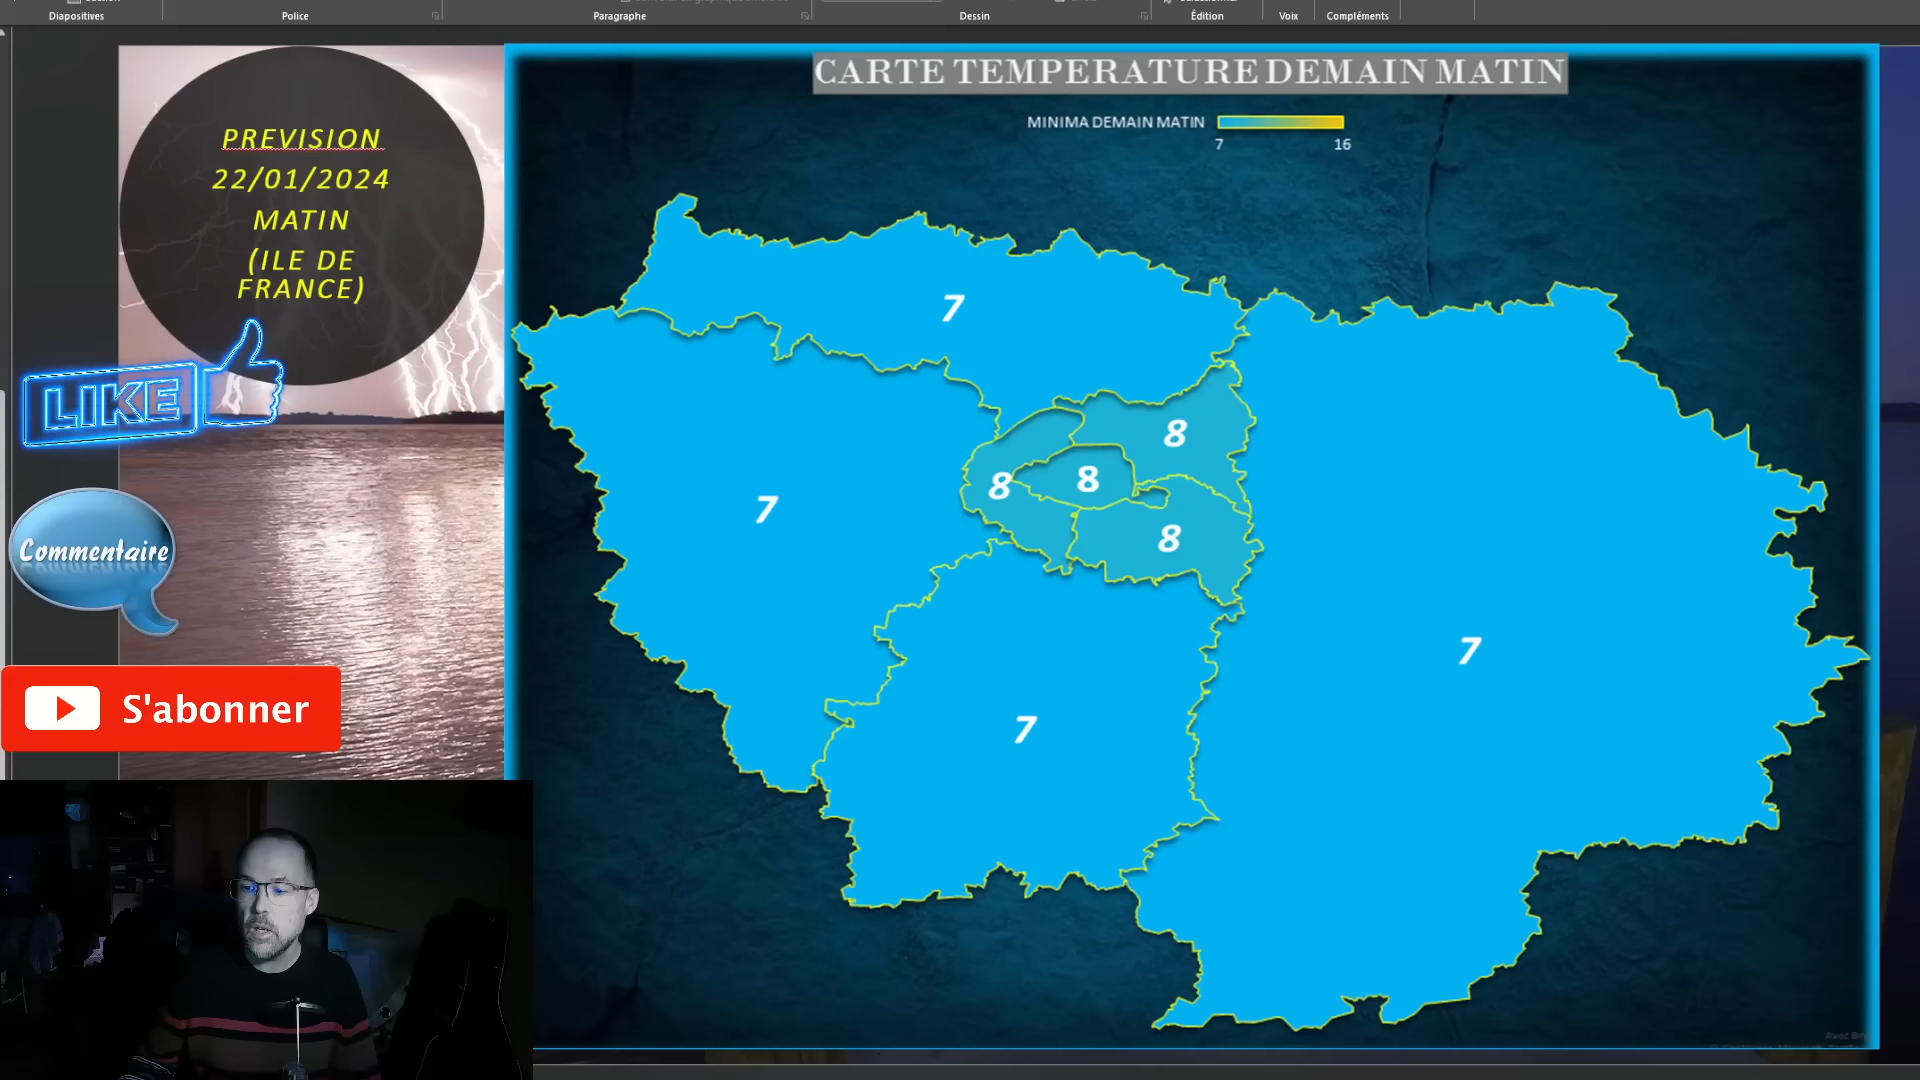 Diapositives
Police
Paragraphe
Dessin
Édition
Voix
Compléments
CARTE TEMPERATURE DEMAIN MATIN
MINIMA DEMAIN MATIN
7
16
PREVISION
22/01/2024
MATIN
(ILE DE
FRANCE)
LIKE
Commentaire
S'abonner
7
8
8
8
7
8
7
7